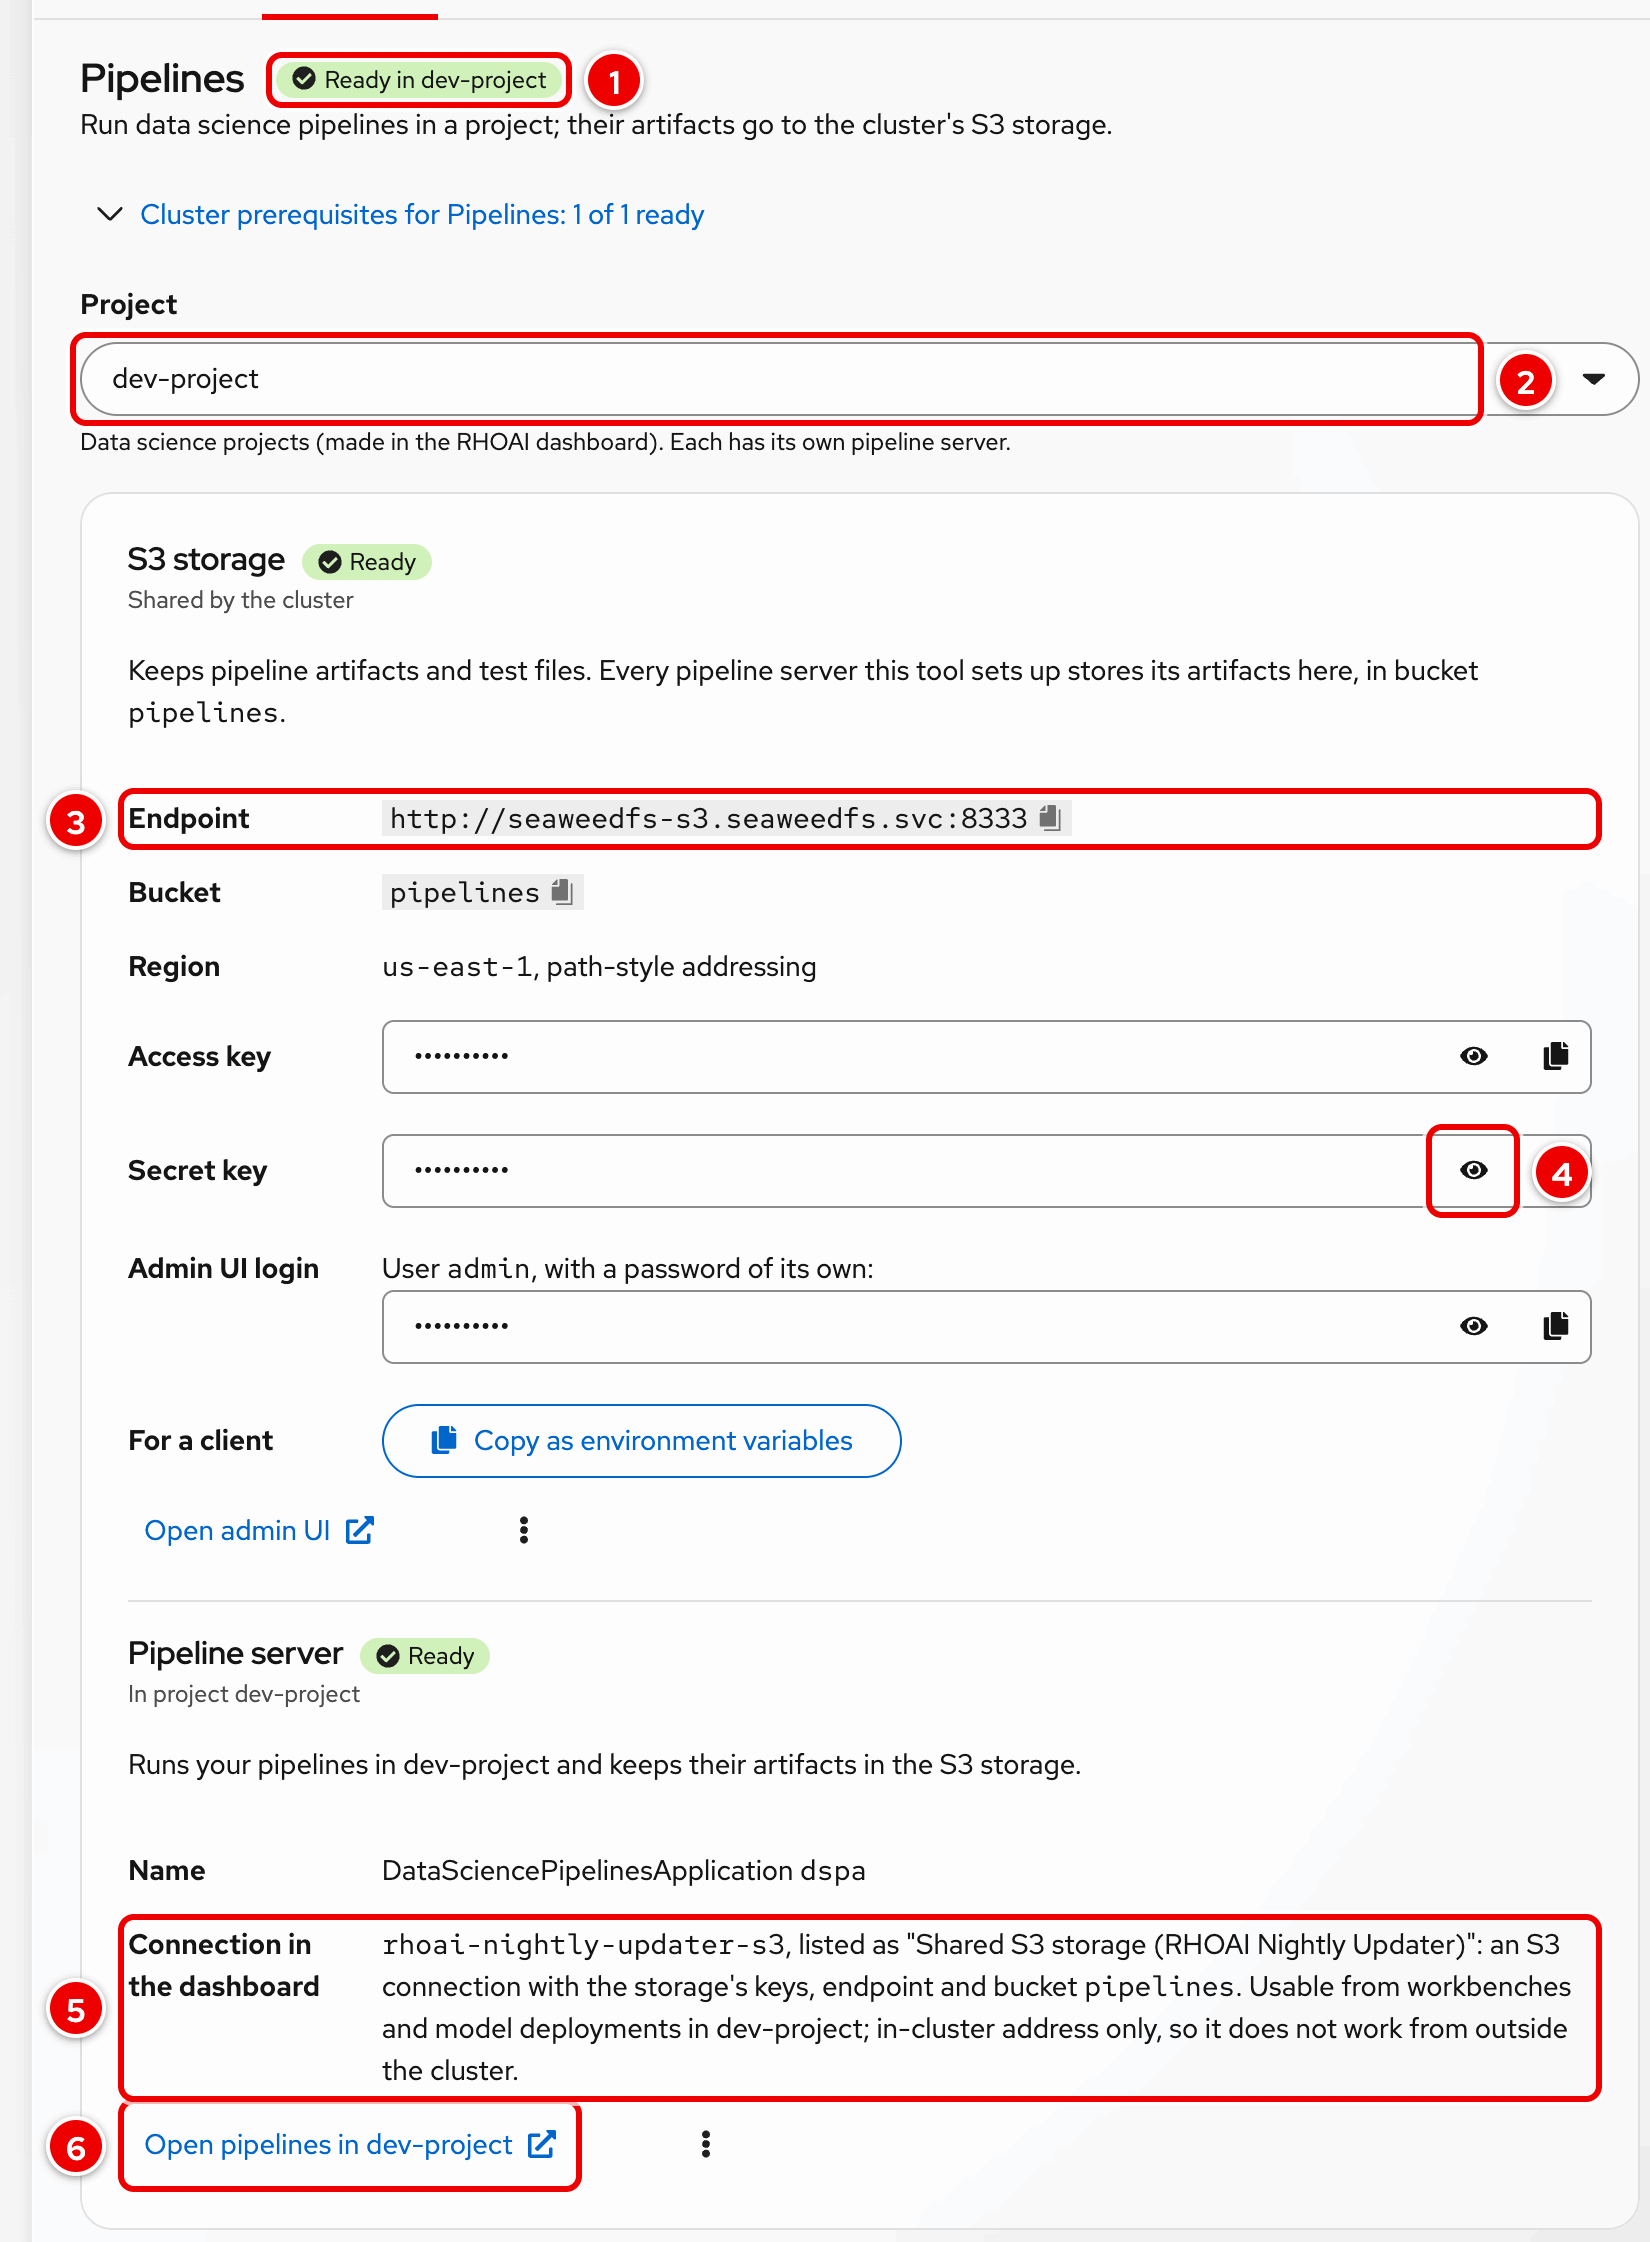 Pipelines Ready in dev-project 1
Run data science pipelines in a project; their artifacts go to the cluster's S3 storage.
Cluster prerequisites for Pipelines: 1 of 1 ready
Project
dev-project 2
Data science projects (made in the RHOAI dashboard). Each has its own pipeline server.
S3 storage Ready
Shared by the cluster
Keeps pipeline artifacts and test files. Every pipeline server this tool sets up stores its artifacts here, in bucket
pipelines.
3 Endpoint http://seaweedfs-s3.seaweedfs.svc:8333
Bucket pipelines
Region us-east-1, path-style addressing
Access key ••••••••••
Secret key •••••••••• 4
Admin UI login User admin, with a password of its own:
••••••••••
For a client Copy as environment variables
Open admin UI
Pipeline server Ready
In project dev-project
Runs your pipelines in dev-project and keeps their artifacts in the S3 storage.
Name DataSciencePipelinesApplication dspa
Connection in rhoai-nightly-updater-s3, listed as "Shared S3 storage (RHOAI Nightly Updater)": an S3
the dashboard connection with the storage's keys, endpoint and bucket pipelines. Usable from workbenches
5 and model deployments in dev-project; in-cluster address only, so it does not work from outside
the cluster.
6 Open pipelines in dev-project